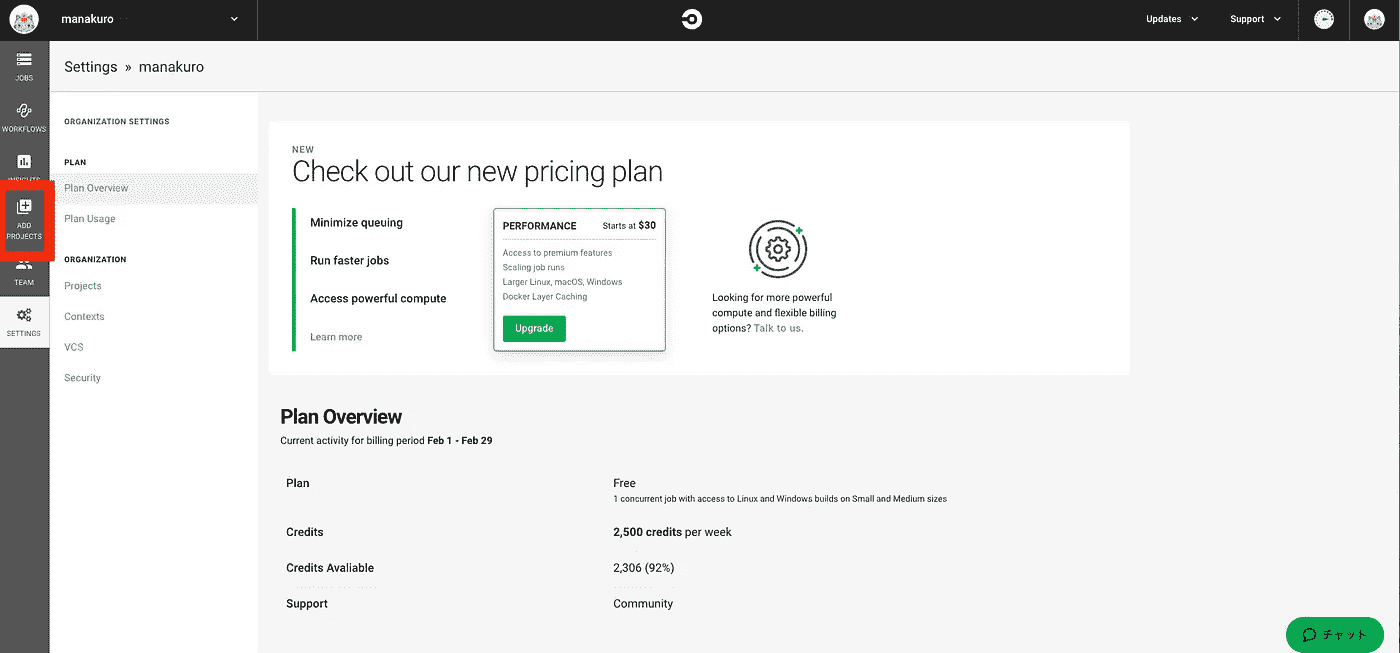 manakuro
Updates
Support
JOBS
WORKFLOWS
INSIGHTS
ADD
PROJECTS
TEAM
SETTINGS
Settings » manakuro
ORGANIZATION SETTINGS
PLAN
Plan Overview
Plan Usage
ORGANIZATION
Projects
Contexts
VCS
Security
NEW
Check out our new pricing plan
Minimize queuing
Run faster jobs
Access powerful compute
Learn more
PERFORMANCE Starts at $30
Access to premium features
Scaling job runs
Larger Linux, macOS, Windows
Docker Layer Caching
Upgrade
Looking for more powerful
compute and flexible billing
options? Talk to us.
Plan Overview
Current activity for billing period Feb 1 - Feb 29
Plan Free
1 concurrent job with access to Linux and Windows builds on Small and Medium sizes
Credits 2,500 credits per week
Credits Avaliable 2,306 (92%)
Support Community
チャット